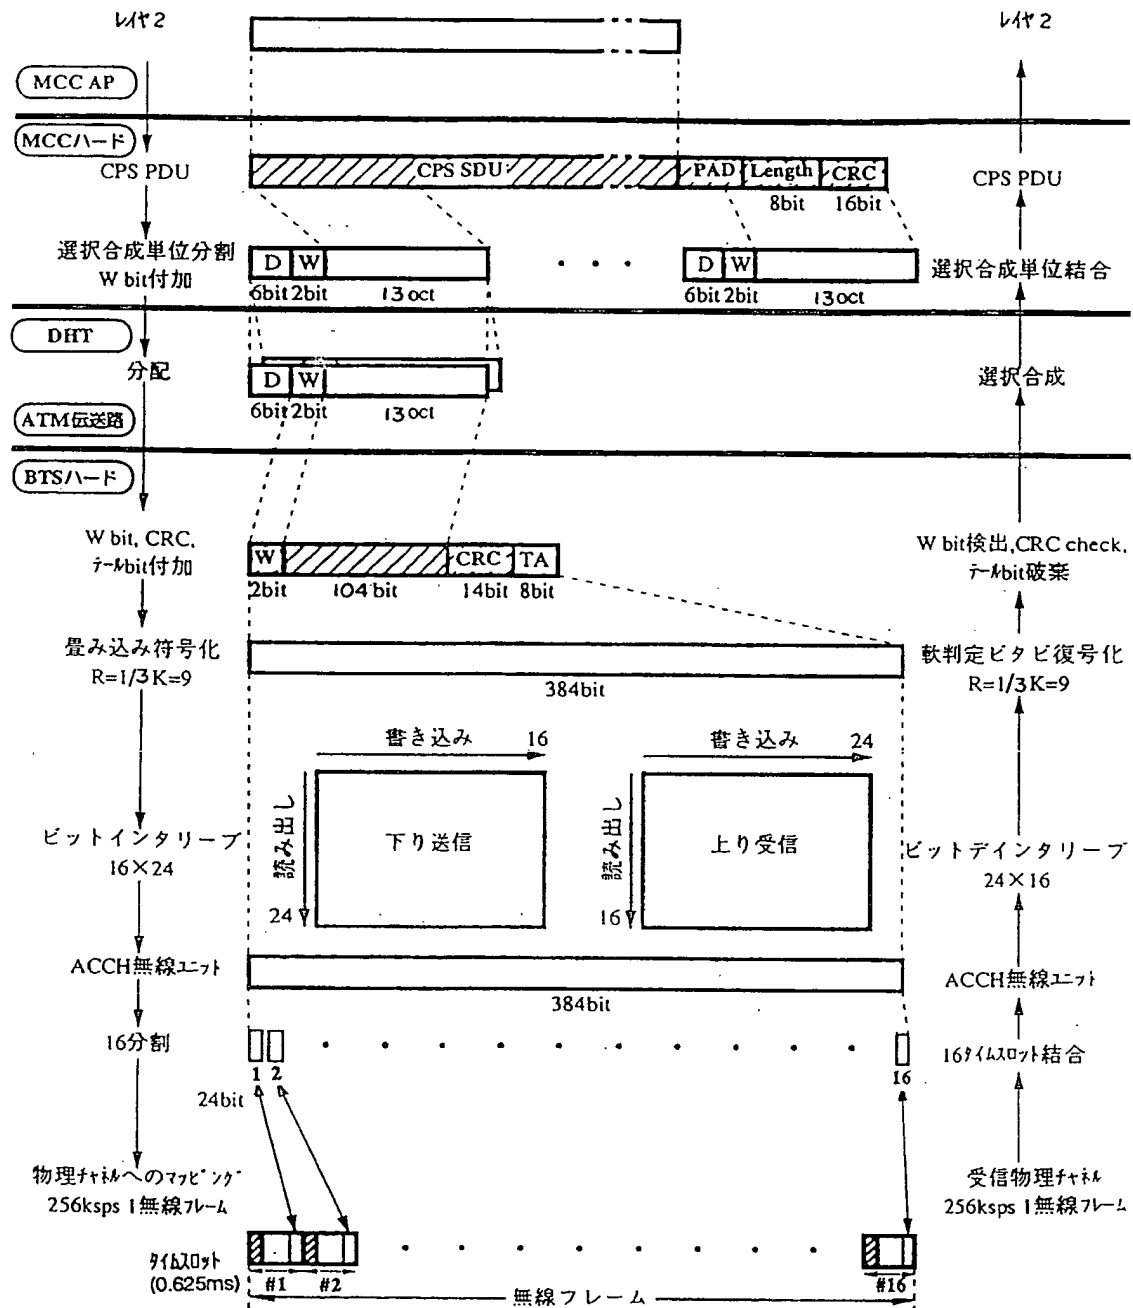 レイヤ2
レイヤ2
MCC AP
MCCハード
CPS PDU
CPS SDU
PAD
Length
CRC
8bit
16bit
CPS PDU
選択合成単位分割
W bit付加
D
W
6bit
2bit
13oct
D
W
6bit
2bit
13oct
選択合成単位結合
DHT
分配
D
W
6bit
2bit
13oct
選択合成
ATM伝送路
BTSハード
W bit, CRC,
テールbit付加
W
CRC
TA
2bit
104bit
14bit
8bit
W bit検出,CRC check,
テールbit破棄
畳み込み符号化
R=1/3 K=9
384bit
軟判定ビタビ復号化
R=1/3 K=9
書き込み
16
書き込み
24
読み出し
下り送信
24
読み出し
上り受信
16
ビットインタリーブ
16×24
ビットデインタリーブ
24×16
ACCH無線ユニット
384bit
ACCH無線ユニット
16分割
1
2
16
24bit
16タイムスロット結合
物理チャネルへのマッピング
256ksps 1無線フレーム
受信物理チャネル
256ksps 1無線フレーム
タイムスロット
(0.625ms)
#1
#2
#16
無線フレーム